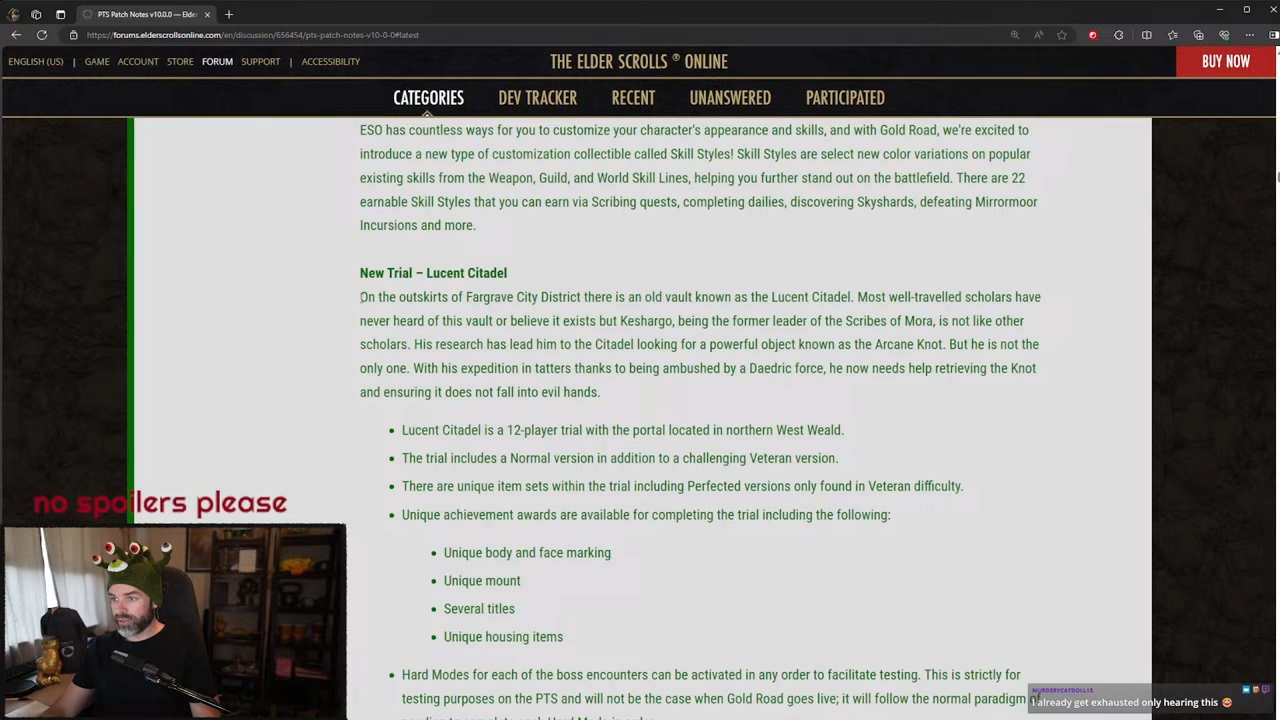 PTS Patch Notes v10.0.0 — Elder
https://forums.elderscrollsonline.com/en/discussion/656454/pts-patch-notes-v10-0-0#latest
ENGLISH (US) | GAME ACCOUNT STORE FORUM SUPPORT | ACCESSIBILITY
THE ELDER SCROLLS ® ONLINE
BUY NOW
CATEGORIES DEV TRACKER RECENT UNANSWERED PARTICIPATED
ESO has countless ways for you to customize your character's appearance and skills, and with Gold Road, we're excited to
introduce a new type of customization collectible called Skill Styles! Skill Styles are select new color variations on popular
existing skills from the Weapon, Guild, and World Skill Lines, helping you further stand out on the battlefield. There are 22
earnable Skill Styles that you can earn via Scribing quests, completing dailies, discovering Skyshards, defeating Mirrormoor
Incursions and more.
New Trial – Lucent Citadel
On the outskirts of Fargrave City District there is an old vault known as the Lucent Citadel. Most well-travelled scholars have
never heard of this vault or believe it exists but Keshargo, being the former leader of the Scribes of Mora, is not like other
scholars. His research has lead him to the Citadel looking for a powerful object known as the Arcane Knot. But he is not the
only one. With his expedition in tatters thanks to being ambushed by a Daedric force, he now needs help retrieving the Knot
and ensuring it does not fall into evil hands.
• Lucent Citadel is a 12-player trial with the portal located in northern West Weald.
• The trial includes a Normal version in addition to a challenging Veteran version.
• There are unique item sets within the trial including Perfected versions only found in Veteran difficulty.
• Unique achievement awards are available for completing the trial including the following:
• Unique body and face marking
• Unique mount
• Several titles
• Unique housing items
• Hard Modes for each of the boss encounters can be activated in any order to facilitate testing. This is strictly for
testing purposes on the PTS and will not be the case when Gold Road goes live; it will follow the normal paradigm of
no spoilers please
MURDERYCATDOLL13
I already get exhausted only hearing this